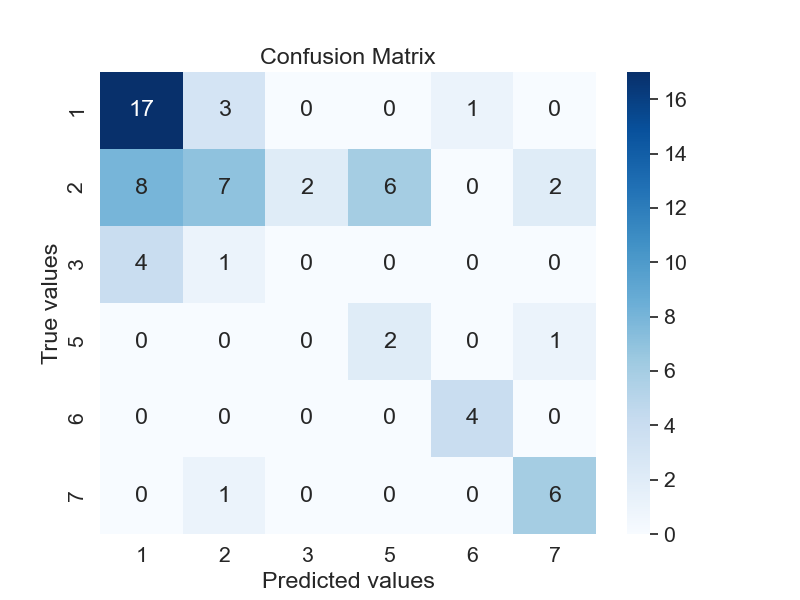 Confusion Matrix
1 17 3 0 0 1 0
2 8 7 2 6 0 2
3 4 1 0 0 0 0
5 0 0 0 2 0 1
6 0 0 0 0 4 0
7 0 1 0 0 0 6
1 2 3 5 6 7
Predicted values
True values
16
14
12
10
8
6
4
2
0